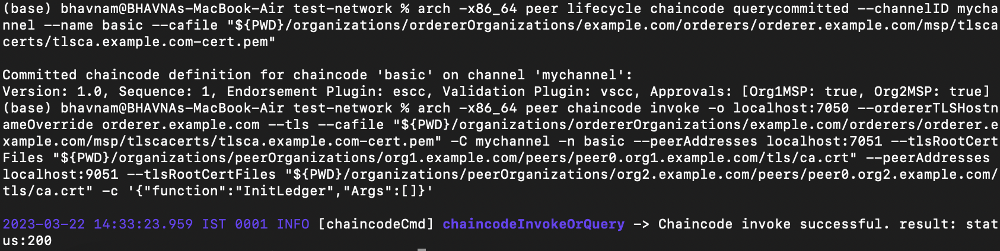 (base) bhavnam@BHAVNAs-MacBook-Air test-network % arch -x86_64 peer lifecycle chaincode querycommitted --channelID mycha
nnel --name basic --cafile "${PWD}/organizations/ordererOrganizations/example.com/orderers/orderer.example.com/msp/tlsca
certs/tlsca.example.com-cert.pem"
Committed chaincode definition for chaincode 'basic' on channel 'mychannel':
Version: 1.0, Sequence: 1, Endorsement Plugin: escc, Validation Plugin: vscc, Approvals: [Org1MSP: true, Org2MSP: true]
(base) bhavnam@BHAVNAs-MacBook-Air test-network % arch -x86_64 peer chaincode invoke -o localhost:7050 --ordererTLSHostn
ameOverride orderer.example.com --tls --cafile "${PWD}/organizations/ordererOrganizations/example.com/orderers/orderer.e
xample.com/msp/tlscacerts/tlsca.example.com-cert.pem" -C mychannel -n basic --peerAddresses localhost:7051 --tlsRootCert
Files "${PWD}/organizations/peerOrganizations/org1.example.com/peers/peer0.org1.example.com/tls/ca.crt" --peerAddresses
localhost:9051 --tlsRootCertFiles "${PWD}/organizations/peerOrganizations/org2.example.com/peers/peer0.org2.example.com/
tls/ca.crt" -c '{"function":"InitLedger","Args":[]}'
2023-03-22 14:33:23.959 IST 0001 INFO [chaincodeCmd] chaincodeInvokeOrQuery -> Chaincode invoke successful. result: stat
us:200